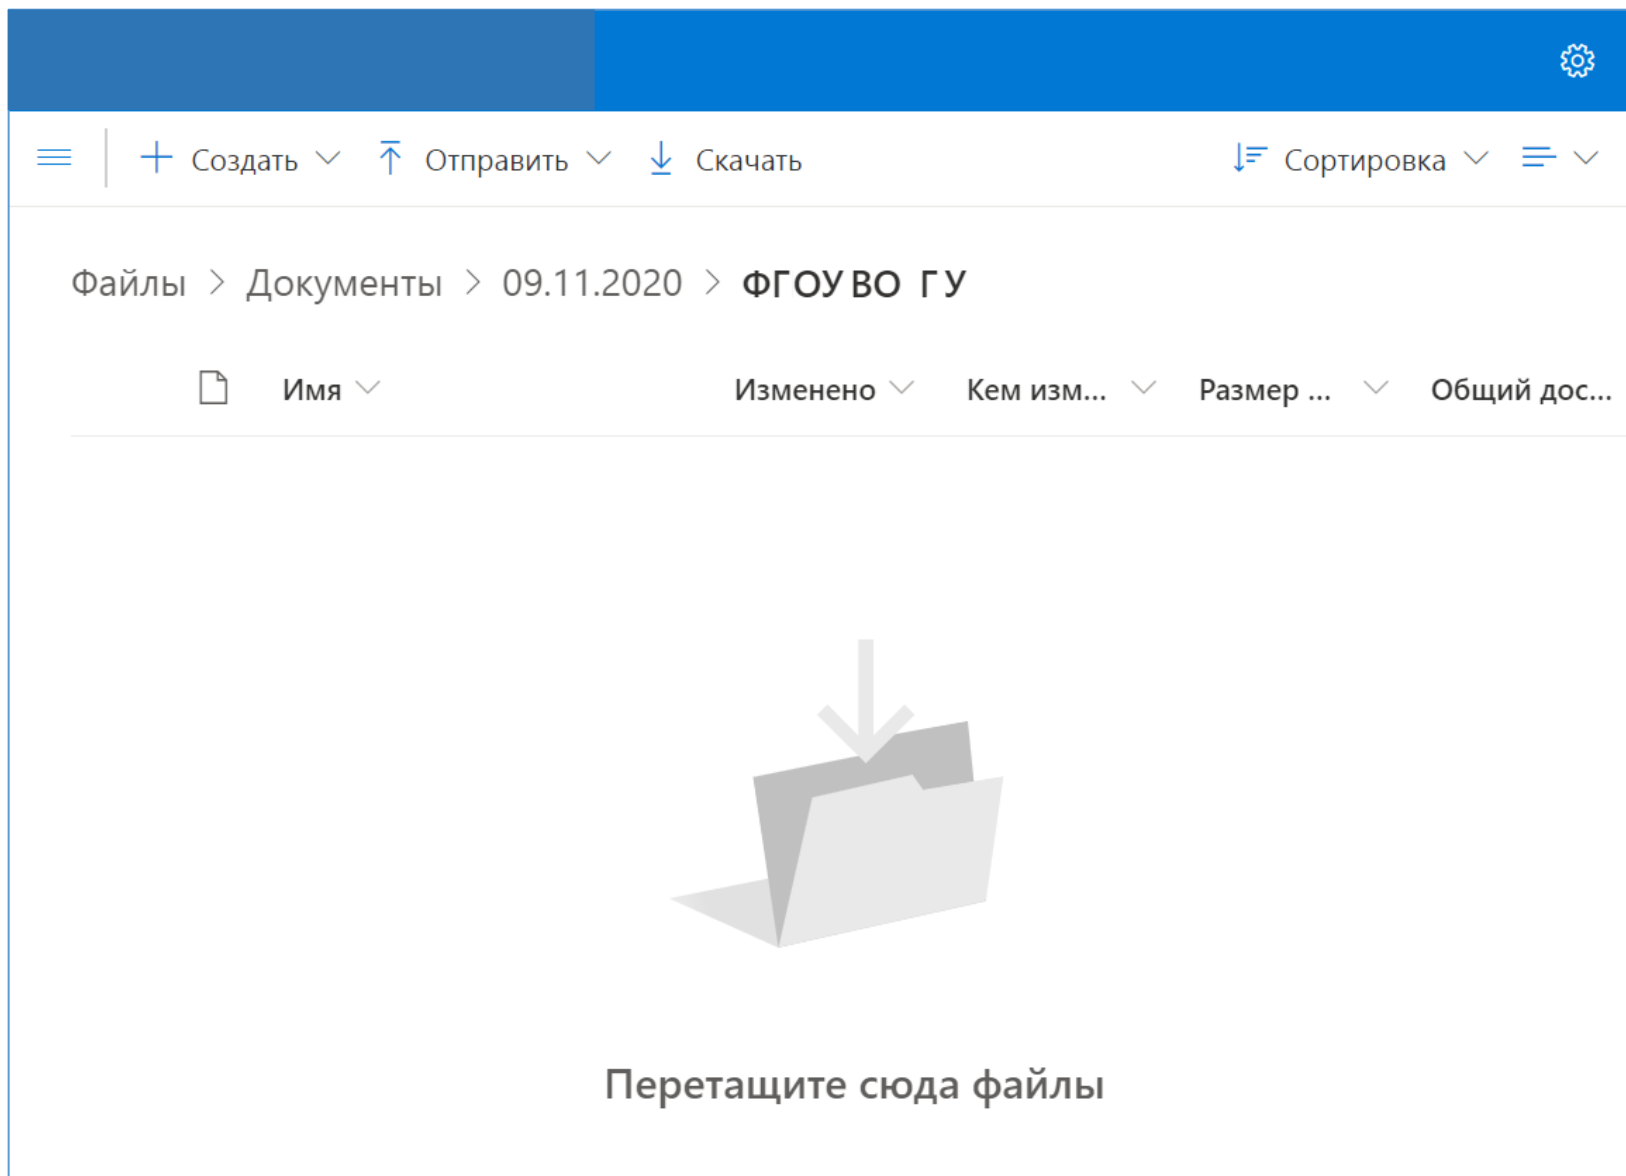 Создать Отправить Скачать Сортировка
Файлы > Документы > 09.11.2020 > ФГОУ ВО ГУ
Имя Изменено Кем изм... Размер ... Общий дос...
Перетащите сюда файлы